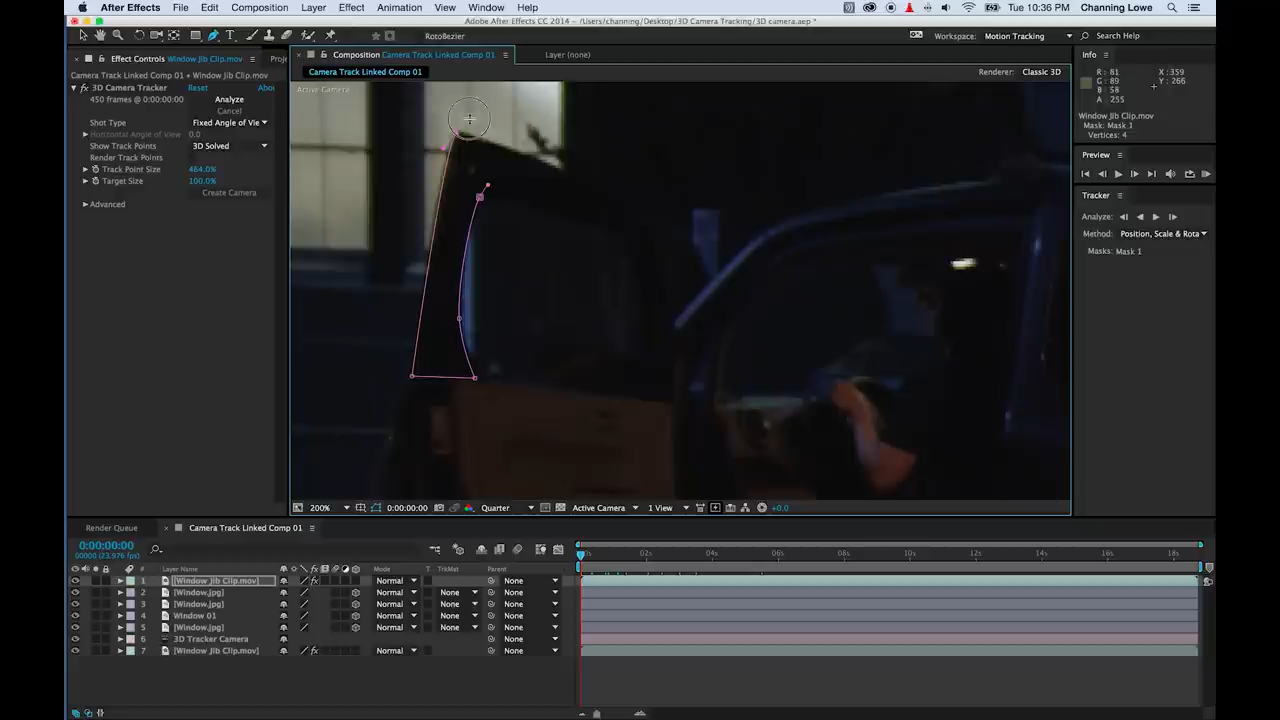 After Effects File Edit Composition Layer Effect Animation View Window Help Tue 10:36 PM Channing Lowe
Adobe After Effects CC 2014 - /Users/channing/Desktop/3D Camera Tracking/3D camera.aep *
RotoBezier Workspace: Motion Tracking Search Help
Effect Controls Window Jib Clip.mov Proje
Composition Camera Track Linked Comp 01 Layer (none)
Info
Camera Track Linked Comp 01 • Window Jib Clip.mov
Camera Track Linked Comp 01 Renderer: Classic 3D
3D Camera Tracker Reset Abou
Active Camera
R: 81 X: 359
G: 89 Y: 266
B: 58
A: 255
450 frames @ 0:00:00:00 Analyze
Cancel
Shot Type Fixed Angle of Vie
Horizontal Angle of View 0.0
Show Track Points 3D Solved
Render Track Points
Track Point Size 464.0%
Target Size 100.0%
Create Camera
Advanced
Window Jib Clip.mov
Mask: Mask 1
Vertices: 4
Preview
Tracker
Analyze:
Method: Position, Scale & Rota
Masks: Mask 1
200% 0:00:00:00 Quarter Active Camera 1 View +0.0
Render Queue Camera Track Linked Comp 01
0:00:00:00
00000 (23.976 fps)
02s 04s 06s 08s 10s 12s 14s 16s 18s
# Layer Name Mode T TrkMat Parent
1 [Window Jib Clip.mov] Normal None
2 [Window.jpg] Normal None None
3 [Window.jpg] Normal None None
4 Window 01 Normal None None
5 [Window.jpg] Normal None None
6 3D Tracker Camera None
7 [Window Jib Clip.mov] Normal None